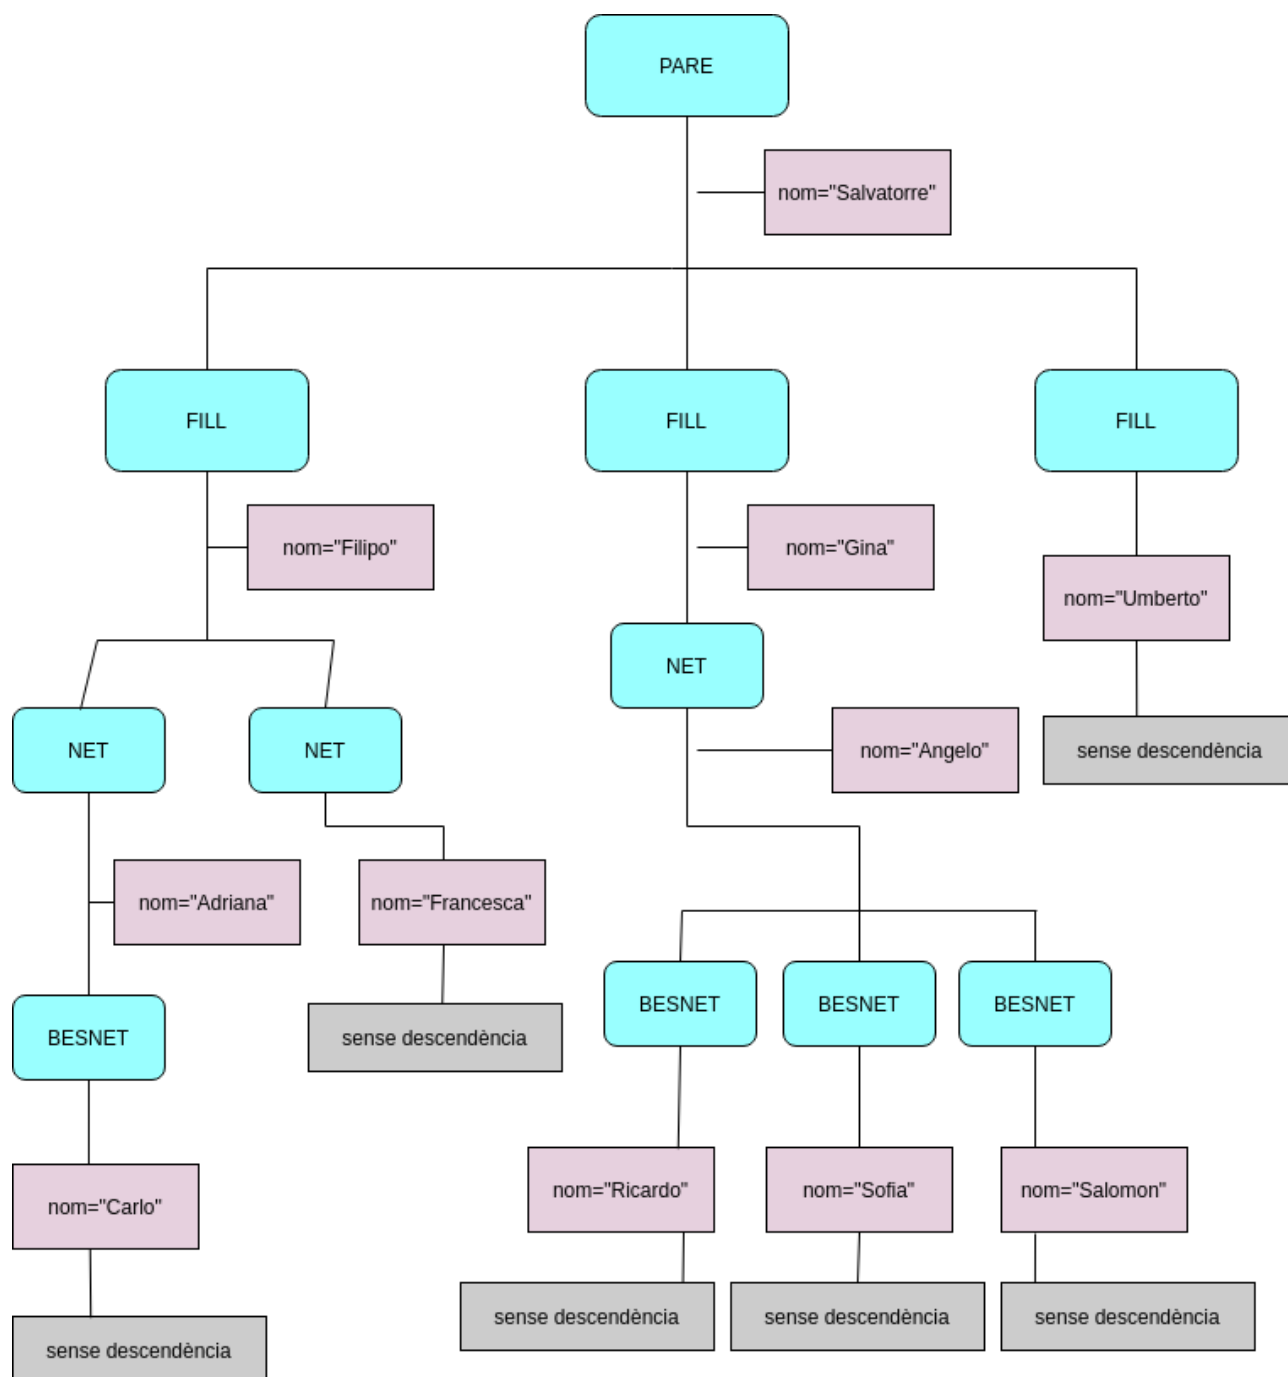 PARE
nom="Salvatorre"
FILL
FILL
FILL
nom="Filipo"
nom="Gina"
nom="Umberto"
NET
NET
NET
nom="Angelo"
sense descendència
nom="Adriana"
nom="Francesca"
BESNET
BESNET
BESNET
BESNET
sense descendència
nom="Carlo"
nom="Ricardo"
nom="Sofia"
nom="Salomon"
sense descendència
sense descendència
sense descendència
sense descendència